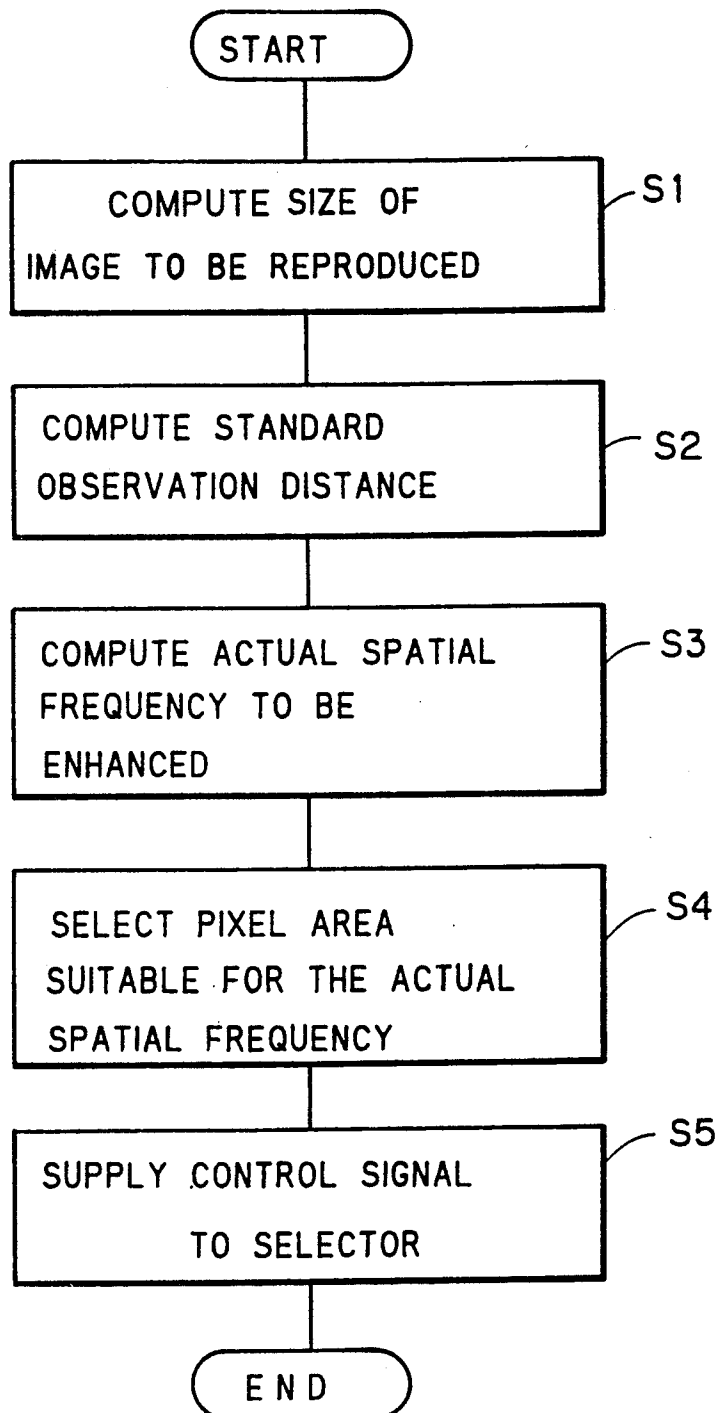 START
COMPUTE SIZE OF
IMAGE TO BE REPRODUCED
S1
COMPUTE STANDARD
OBSERVATION DISTANCE
S2
COMPUTE ACTUAL SPATIAL
FREQUENCY TO BE
ENHANCED
S3
SELECT PIXEL AREA
SUITABLE FOR THE ACTUAL
SPATIAL FREQUENCY
S4
SUPPLY CONTROL SIGNAL
TO SELECTOR
S5
END